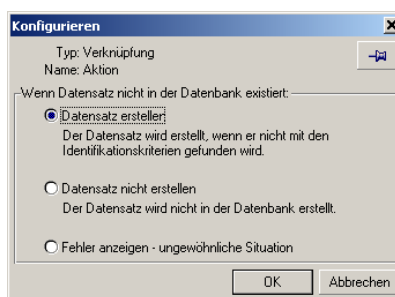 Konfigurieren
Typ: Verknüpfung
Name: Aktion
Wenn Datensatz nicht in der Datenbank existiert:
Datensatz erstellen
Der Datensatz wird erstellt, wenn er nicht mit den
Identifikationskriterien gefunden wird.
Datensatz nicht erstellen
Der Datensatz wird nicht in der Datenbank erstellt.
Fehler anzeigen - ungewöhnliche Situation
OK Abbrechen